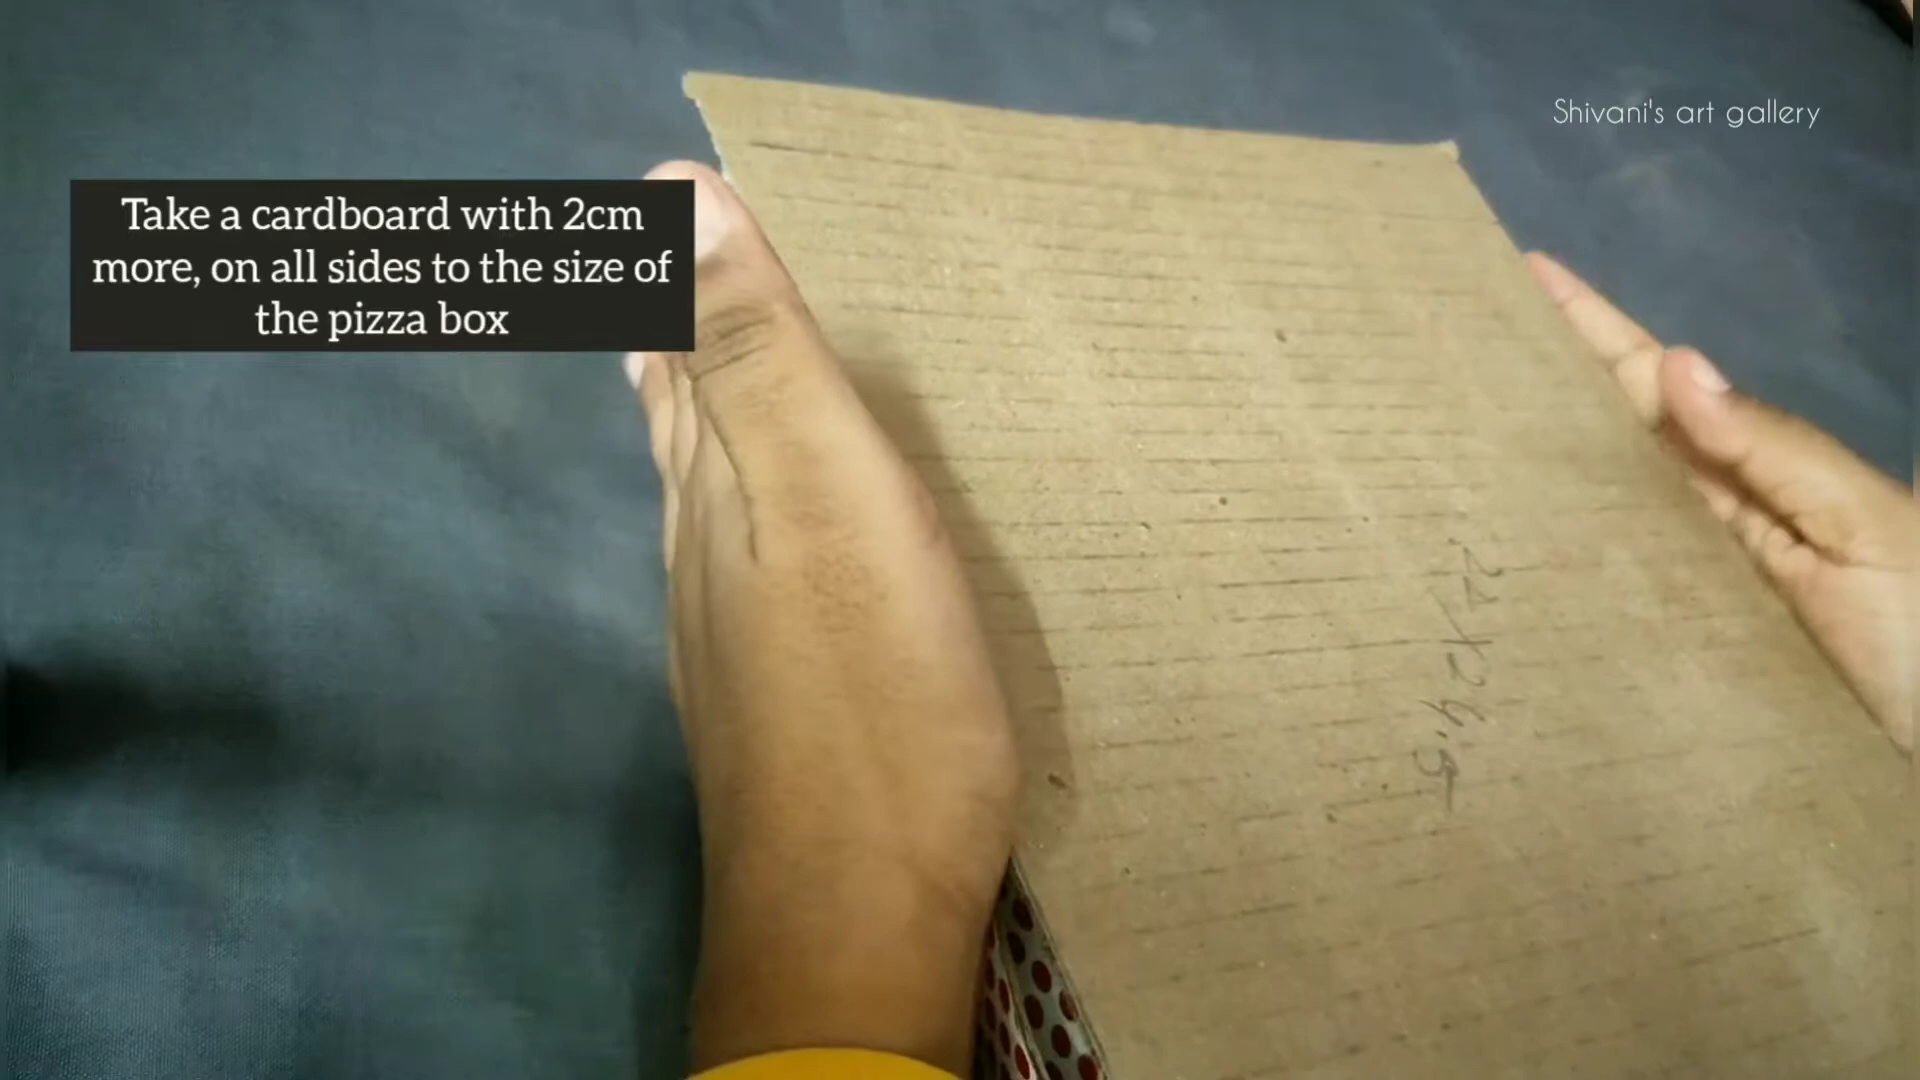 Shivani's art gallery
Take a cardboard with 2cm
more, on all sides to the size of
the pizza box